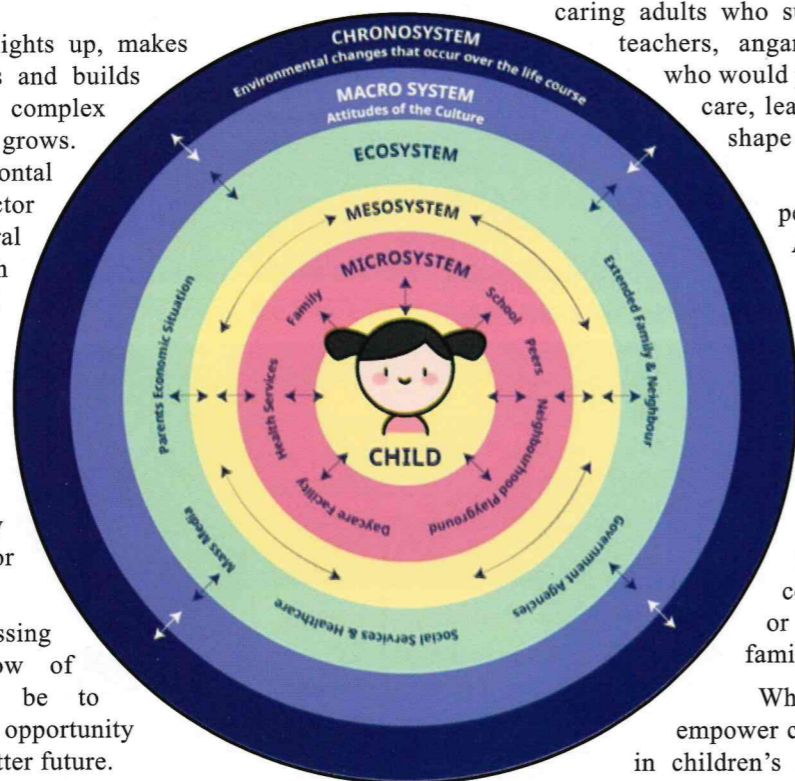 ights up, makes
and builds
complex
grows.
ontal
ctor
ral
or
ssing
ow of
be to
opportunity
tter future.
CHRONOSYSTEM
Environmental changes that occur over the life course
MACRO SYSTEM
Attitudes of the Culture
ECOSYSTEM
MESOSYSTEM
MICROSYSTEM
Family
School
Peers
Neighbourhood Playground
Daycare Facility
Health Services
CHILD
Parents Economic Situation
Extended Family & Neighbour
Mass Media
Government Agencies
Social Services & Healthcare
caring adults who su
teachers, angan
who would
care, lea
shape
or
famil
Wh
empower c
in children's